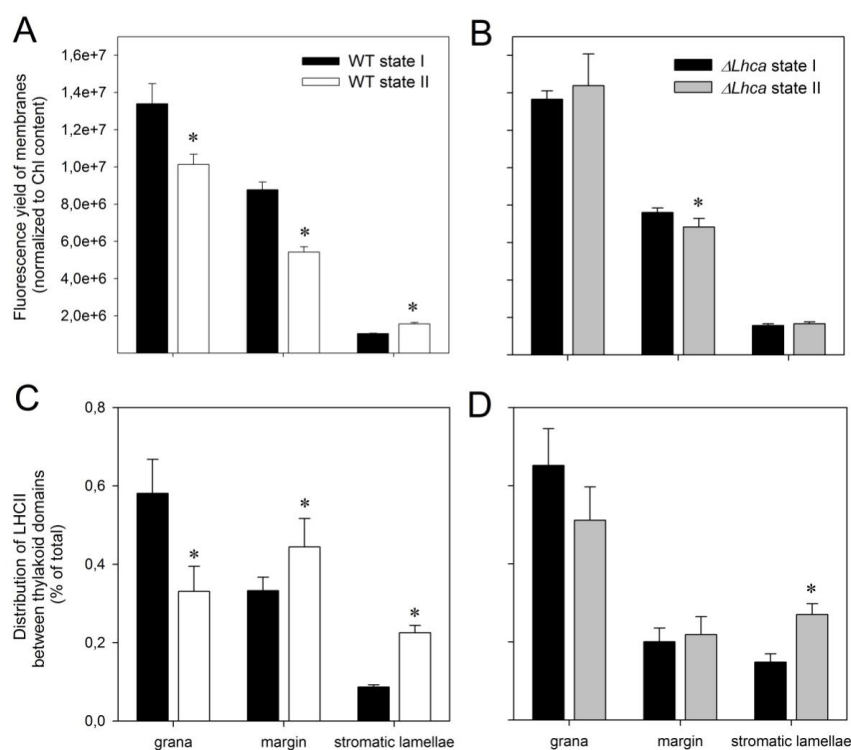 A
Fluorescence yield of membranes
(normalized to Chl content)
1,6e+7
1,4e+7
1,2e+7
1,0e+7
8,0e+6
6,0e+6
4,0e+6
2,0e+6
WT state I
WT state II
*
*
*
B
ΔLhca state I
ΔLhca state II
*
C
Distribution of LHCII
between thylakoid domains
(% of total)
0,8
0,6
0,4
0,2
0,0
*
*
*
grana margin stromatic lamellae
D
*
grana margin stromatic lamellae